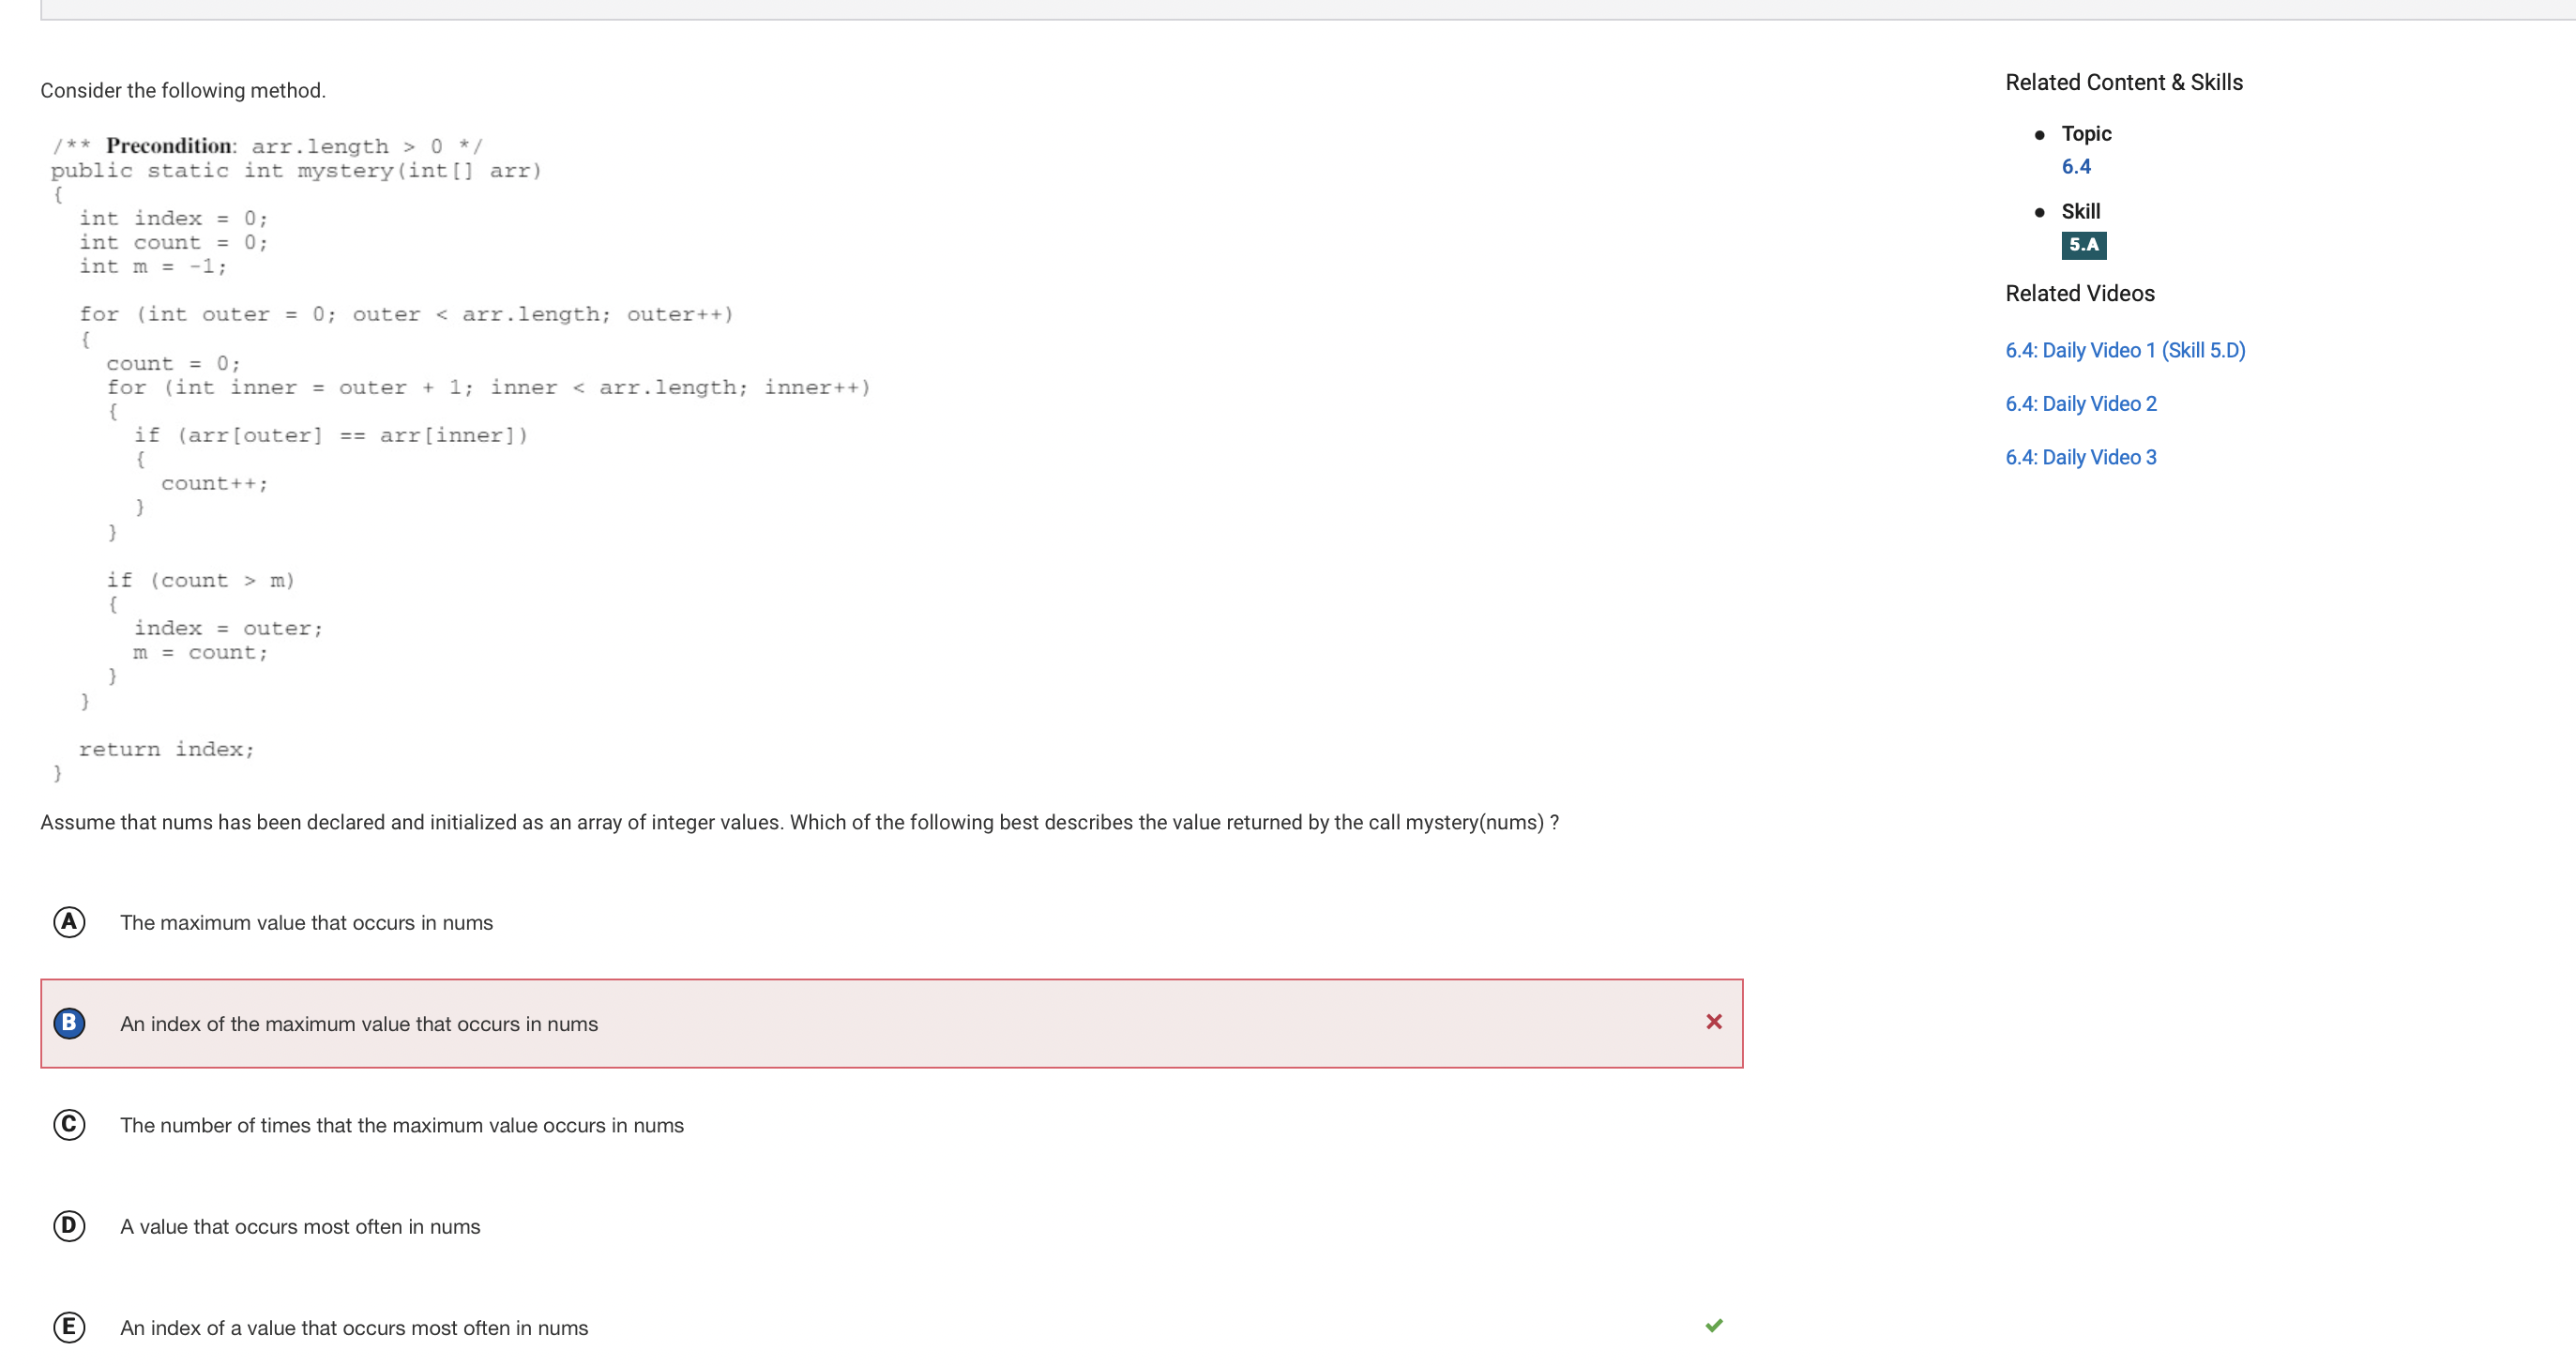 Consider the following method.
/** Precondition: arr.length > 0 */
public static int mystery(int[] arr)
{
int index = 0;
int count = 0;
int m = -1;
for (int outer = 0; outer < arr.length; outer++)
{
count = 0;
for (int inner = outer + 1; inner < arr.length; inner++)
{
if (arr[outer] == arr[inner])
{
count++;
}
}
if (count > m)
{
index = outer;
m = count;
}
}
return index;
}
Assume that nums has been declared and initialized as an array of integer values. Which of the following best describes the value returned by the call mystery(nums) ?
A The maximum value that occurs in nums
B An index of the maximum value that occurs in nums
C The number of times that the maximum value occurs in nums
D A value that occurs most often in nums
E An index of a value that occurs most often in nums
Related Content & Skills
Topic
6.4
Skill
5.A
Related Videos
6.4: Daily Video 1 (Skill 5.D)
6.4: Daily Video 2
6.4: Daily Video 3